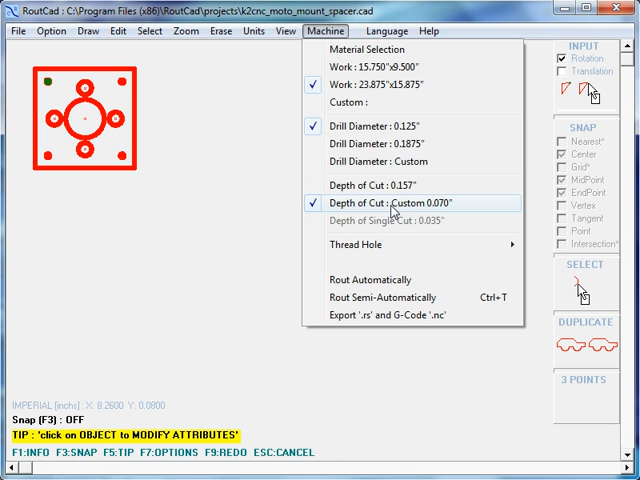 RoutCad : C:\Program Files (x86)\RoutCad\projects\k2cnc_moto_mount_spacer.cad
File Option Draw Edit Select Zoom Erase Units View Machine Language Help
Material Selection
Work : 15.750"x9.500"
Work : 23.875"x15.875"
Custom :
Drill Diameter : 0.125"
Drill Diameter : 0.1875"
Drill Diameter : Custom
Depth of Cut : 0.157"
Depth of Cut : Custom 0.070"
Depth of Single Cut : 0.035"
Thread Hole
Rout Automatically
Rout Semi-Automatically Ctrl+T
Export '.rs' and G-Code '.nc'
INPUT
Rotation
Translation
SNAP
Nearest*
Center
Grid
MidPoint
EndPoint
Vertex
Tangent
Point
Intersection*
SELECT
DUPLICATE
3 POINTS
IMPERIAL [inchs] : X: 8.2600 Y: 0.0800
Snap (F3) : OFF
TIP : 'click on OBJECT to MODIFY ATTRIBUTES'
F1:INFO F3:SNAP F5:TIP F7:OPTIONS F9:REDO ESC:CANCEL